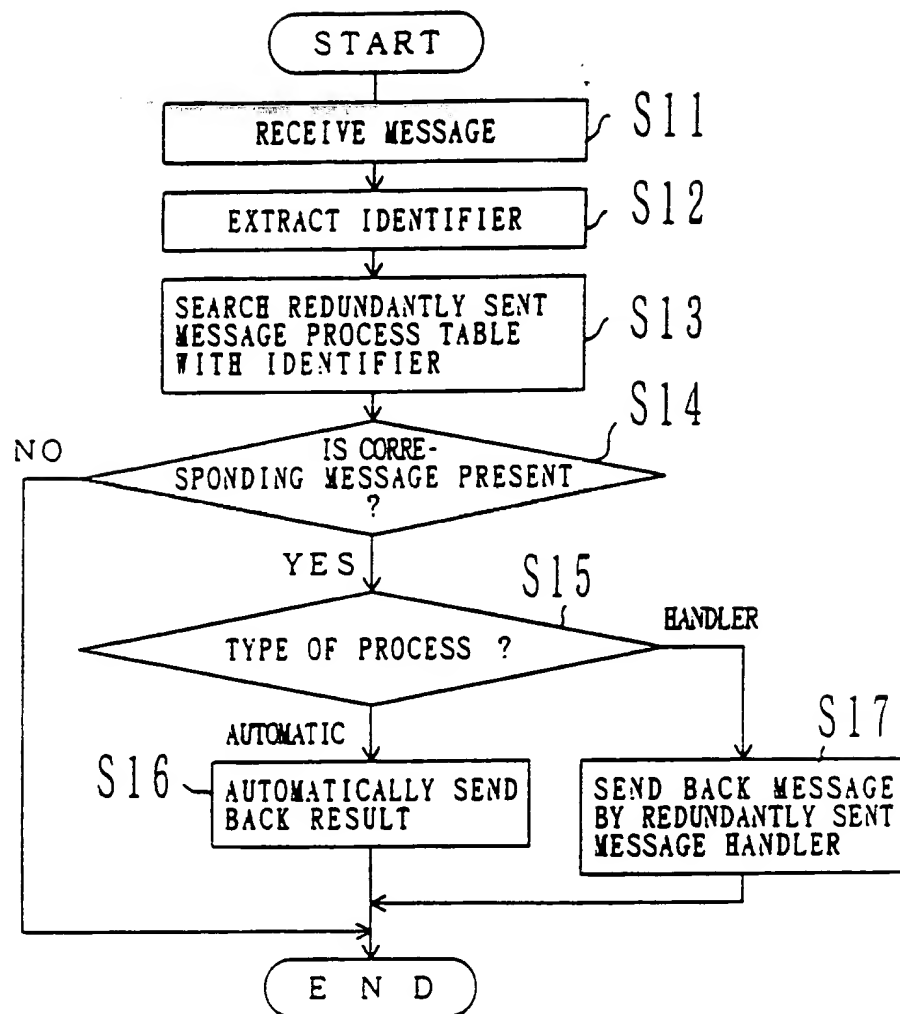 START
RECEIVE MESSAGE
S11
EXTRACT IDENTIFIER
S12
SEARCH REDUNDANTLY SENT
MESSAGE PROCESS TABLE
WITH IDENTIFIER
S13
S14
NO
IS CORRE-
SPONDING MESSAGE PRESENT
?
YES
S15
TYPE OF PROCESS ?
HANDLER
AUTOMATIC
S16
AUTOMATICALLY SEND
BACK RESULT
S17
SEND BACK MESSAGE
BY REDUNDANTLY SENT
MESSAGE HANDLER
END